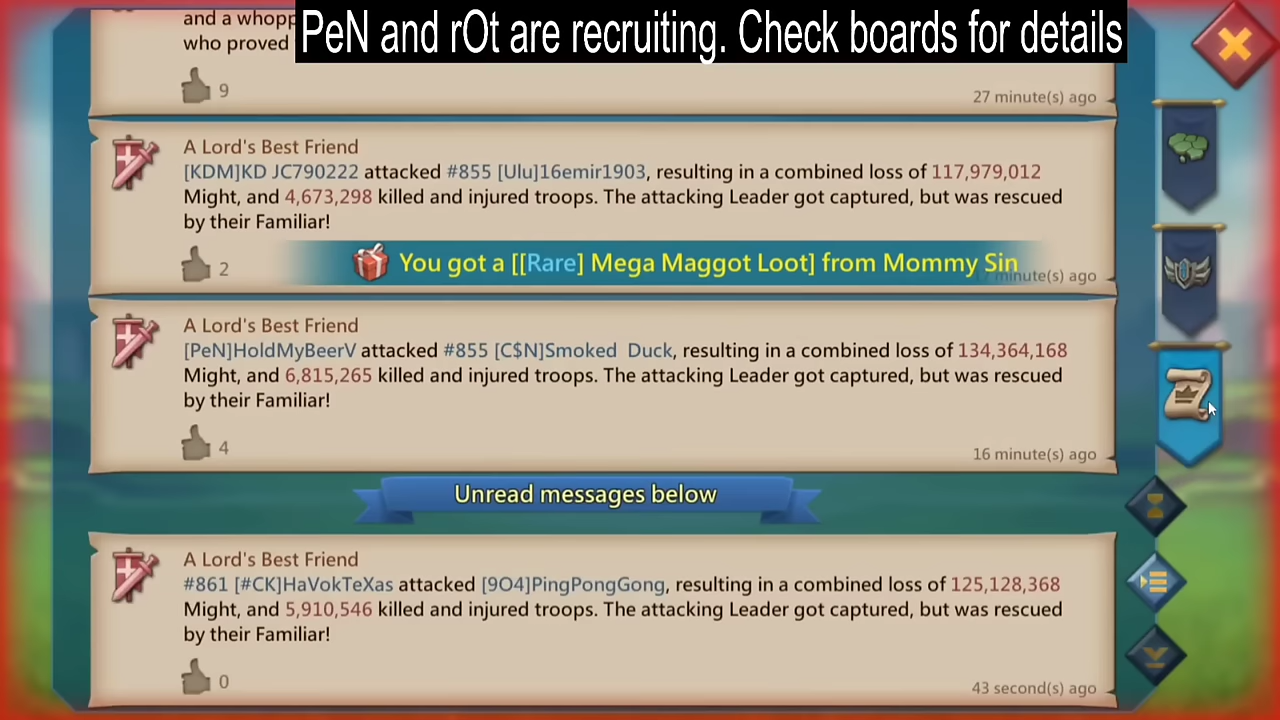 and a whopp
PeN and rOt are recruiting. Check boards for details
who proved
9
27 minute(s) ago
A Lord's Best Friend
[KDM]KD JC790222 attacked #855 [Ulu]16emir1903, resulting in a combined loss of 117,979,012
Might, and 4,673,298 killed and injured troops. The attacking Leader got captured, but was rescued
by their Familiar!
You got a [[Rare] Mega Maggot Loot] from Mommy Sin
2
minute(s) ago
A Lord's Best Friend
[PeN]HoldMyBeerV attacked #855 [C$N]Smoked Duck, resulting in a combined loss of 134,364,168
Might, and 6,815,265 killed and injured troops. The attacking Leader got captured, but was rescued
by their Familiar!
4
16 minute(s) ago
Unread messages below
A Lord's Best Friend
#861 [#CK]HaVokTeXas attacked [9O4]PingPongGong, resulting in a combined loss of 125,128,368
Might, and 5,910,546 killed and injured troops. The attacking Leader got captured, but was rescued
by their Familiar!
0
43 second(s) ago